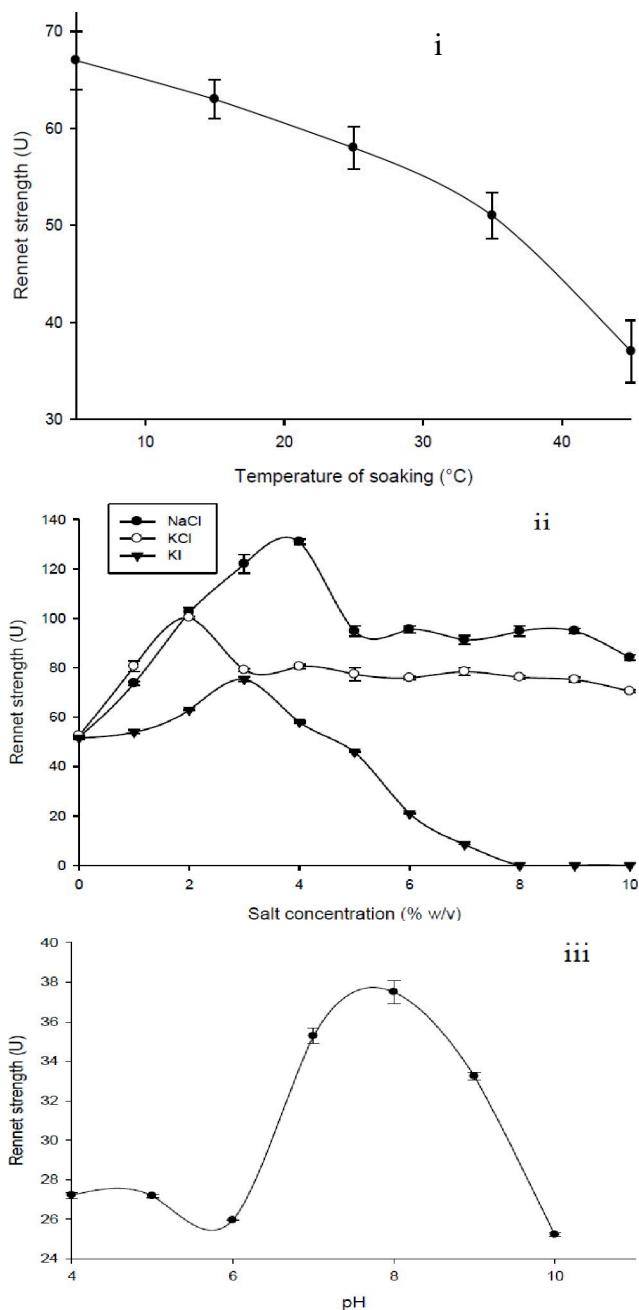 i
70
60
50
40
30
Rennet strength (U)
10 20 30 40
Temperature of soaking (°C)
ii
NaCl
KCl
KI
140
120
100
80
60
40
20
0
Rennet strength (U)
0 2 4 6 8 10
Salt concentration (% w/v)
iii
40
38
36
34
32
30
28
26
24
Rennet strength (U)
4 6 8 10
pH